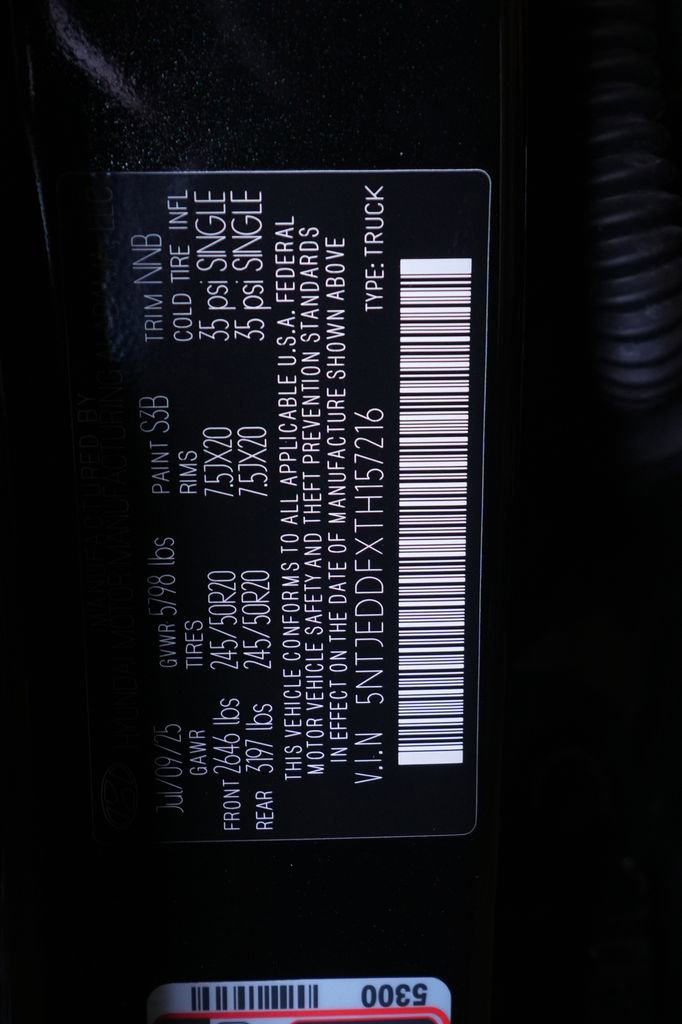 MANUFACTURED BY
HYUNDAI MOTOR MANUFACTURING ALABAMA, LLC
Jul/09/25 GVWR 5798 lbs PAINT S3B TRIM NNB
GAWR TIRES RIMS COLD TIRE INFL
FRONT 2646 lbs 245/50R20 7.5JX20 35 psi SINGLE
REAR 3197 lbs 245/50R20 7.5JX20 35 psi SINGLE
THIS VEHICLE CONFORMS TO ALL APPLICABLE U.S.A. FEDERAL
MOTOR VEHICLE SAFETY AND THEFT PREVENTION STANDARDS
IN EFFECT ON THE DATE OF MANUFACTURE SHOWN ABOVE
V.I.N 5NTJEDDFXTH157216 TYPE: TRUCK
5300